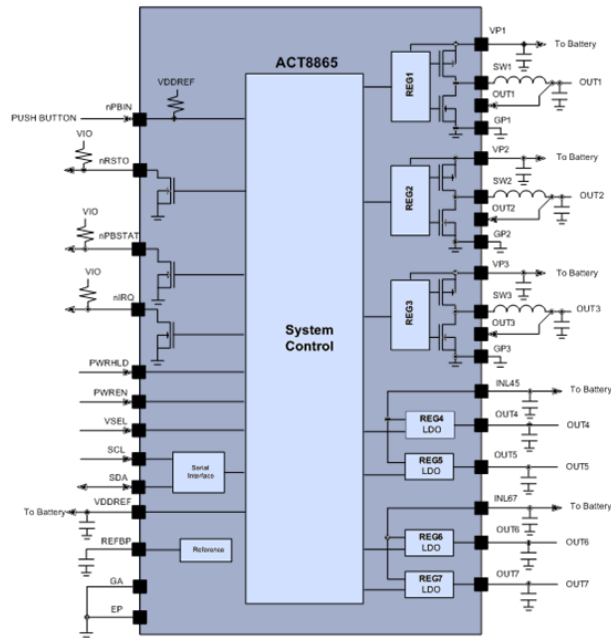 ACT8865
nPBIN
VDDREF
PUSH BUTTON
VIO
nRSTO
VIO
nPBSTAT
VIO
nIRQ
PWRHLD
PWREN
VSEL
SCL
SDA
Serial
Interface
VDDREF
To Battery
REFBP
Reference
GA
EP
System
Control
REG1
VP1
To Battery
SW1
OUT1
OUT1
GP1
REG2
VP2
To Battery
SW2
OUT2
OUT2
GP2
REG3
VP3
To Battery
SW3
OUT3
OUT3
GP3
INL45
To Battery
REG4
LDO
OUT4
OUT4
REG5
LDO
OUT5
OUT5
INL67
To Battery
REG6
LDO
OUT6
OUT6
REG7
LDO
OUT7
OUT7